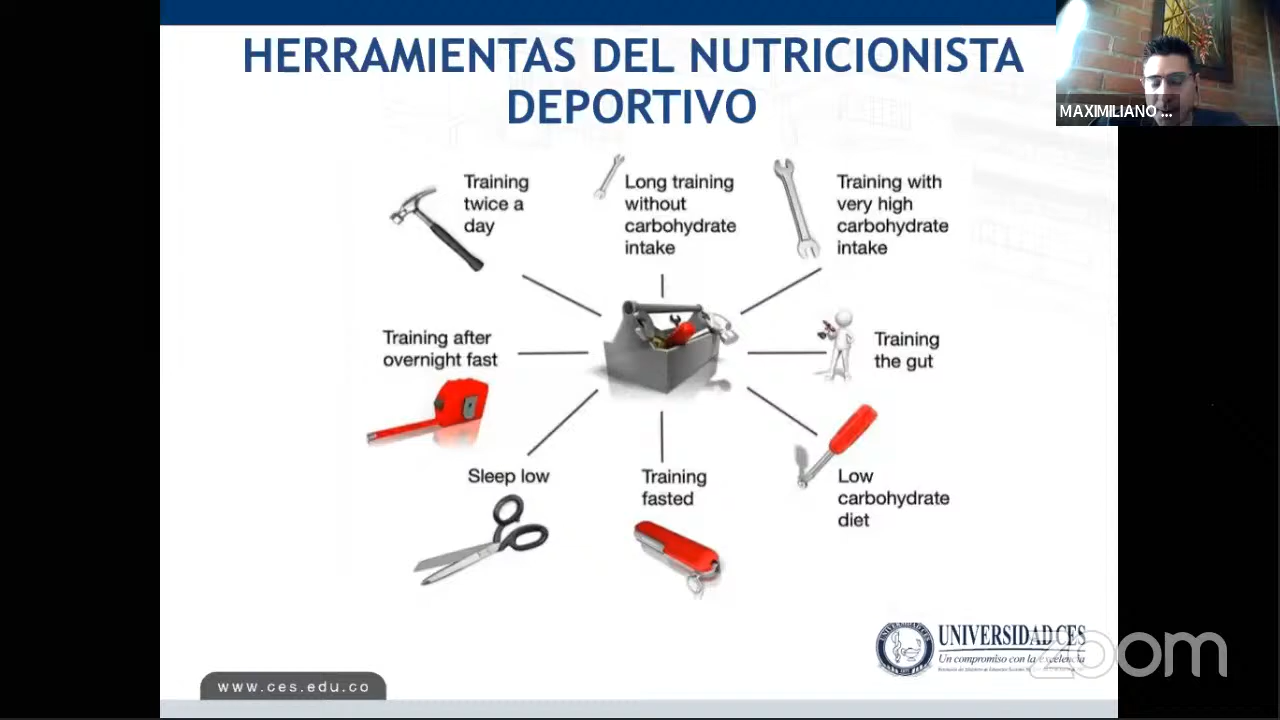 HERRAMIENTAS DEL NUTRICIONISTA
DEPORTIVO
MAXIMILIANO ...
Training
twice a
day
Long training
without
carbohydrate
intake
Training with
very high
carbohydrate
intake
Training after
overnight fast
Training
the gut
Sleep low
Training
fasted
Low
carbohydrate
diet
UNIVERSIDAD CES
Un compromiso con la excelencia
zoom
www.ces.edu.co